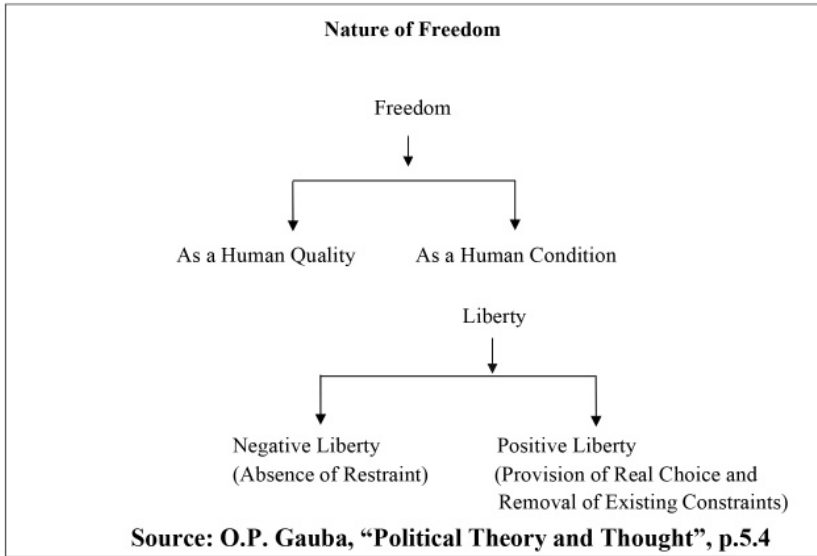 Nature of Freedom
Freedom
As a Human Quality
As a Human Condition
Liberty
Negative Liberty
(Absence of Restraint)
Positive Liberty
(Provision of Real Choice and
Removal of Existing Constraints)
Source: O.P. Gauba, “Political Theory and Thought”, p.5.4